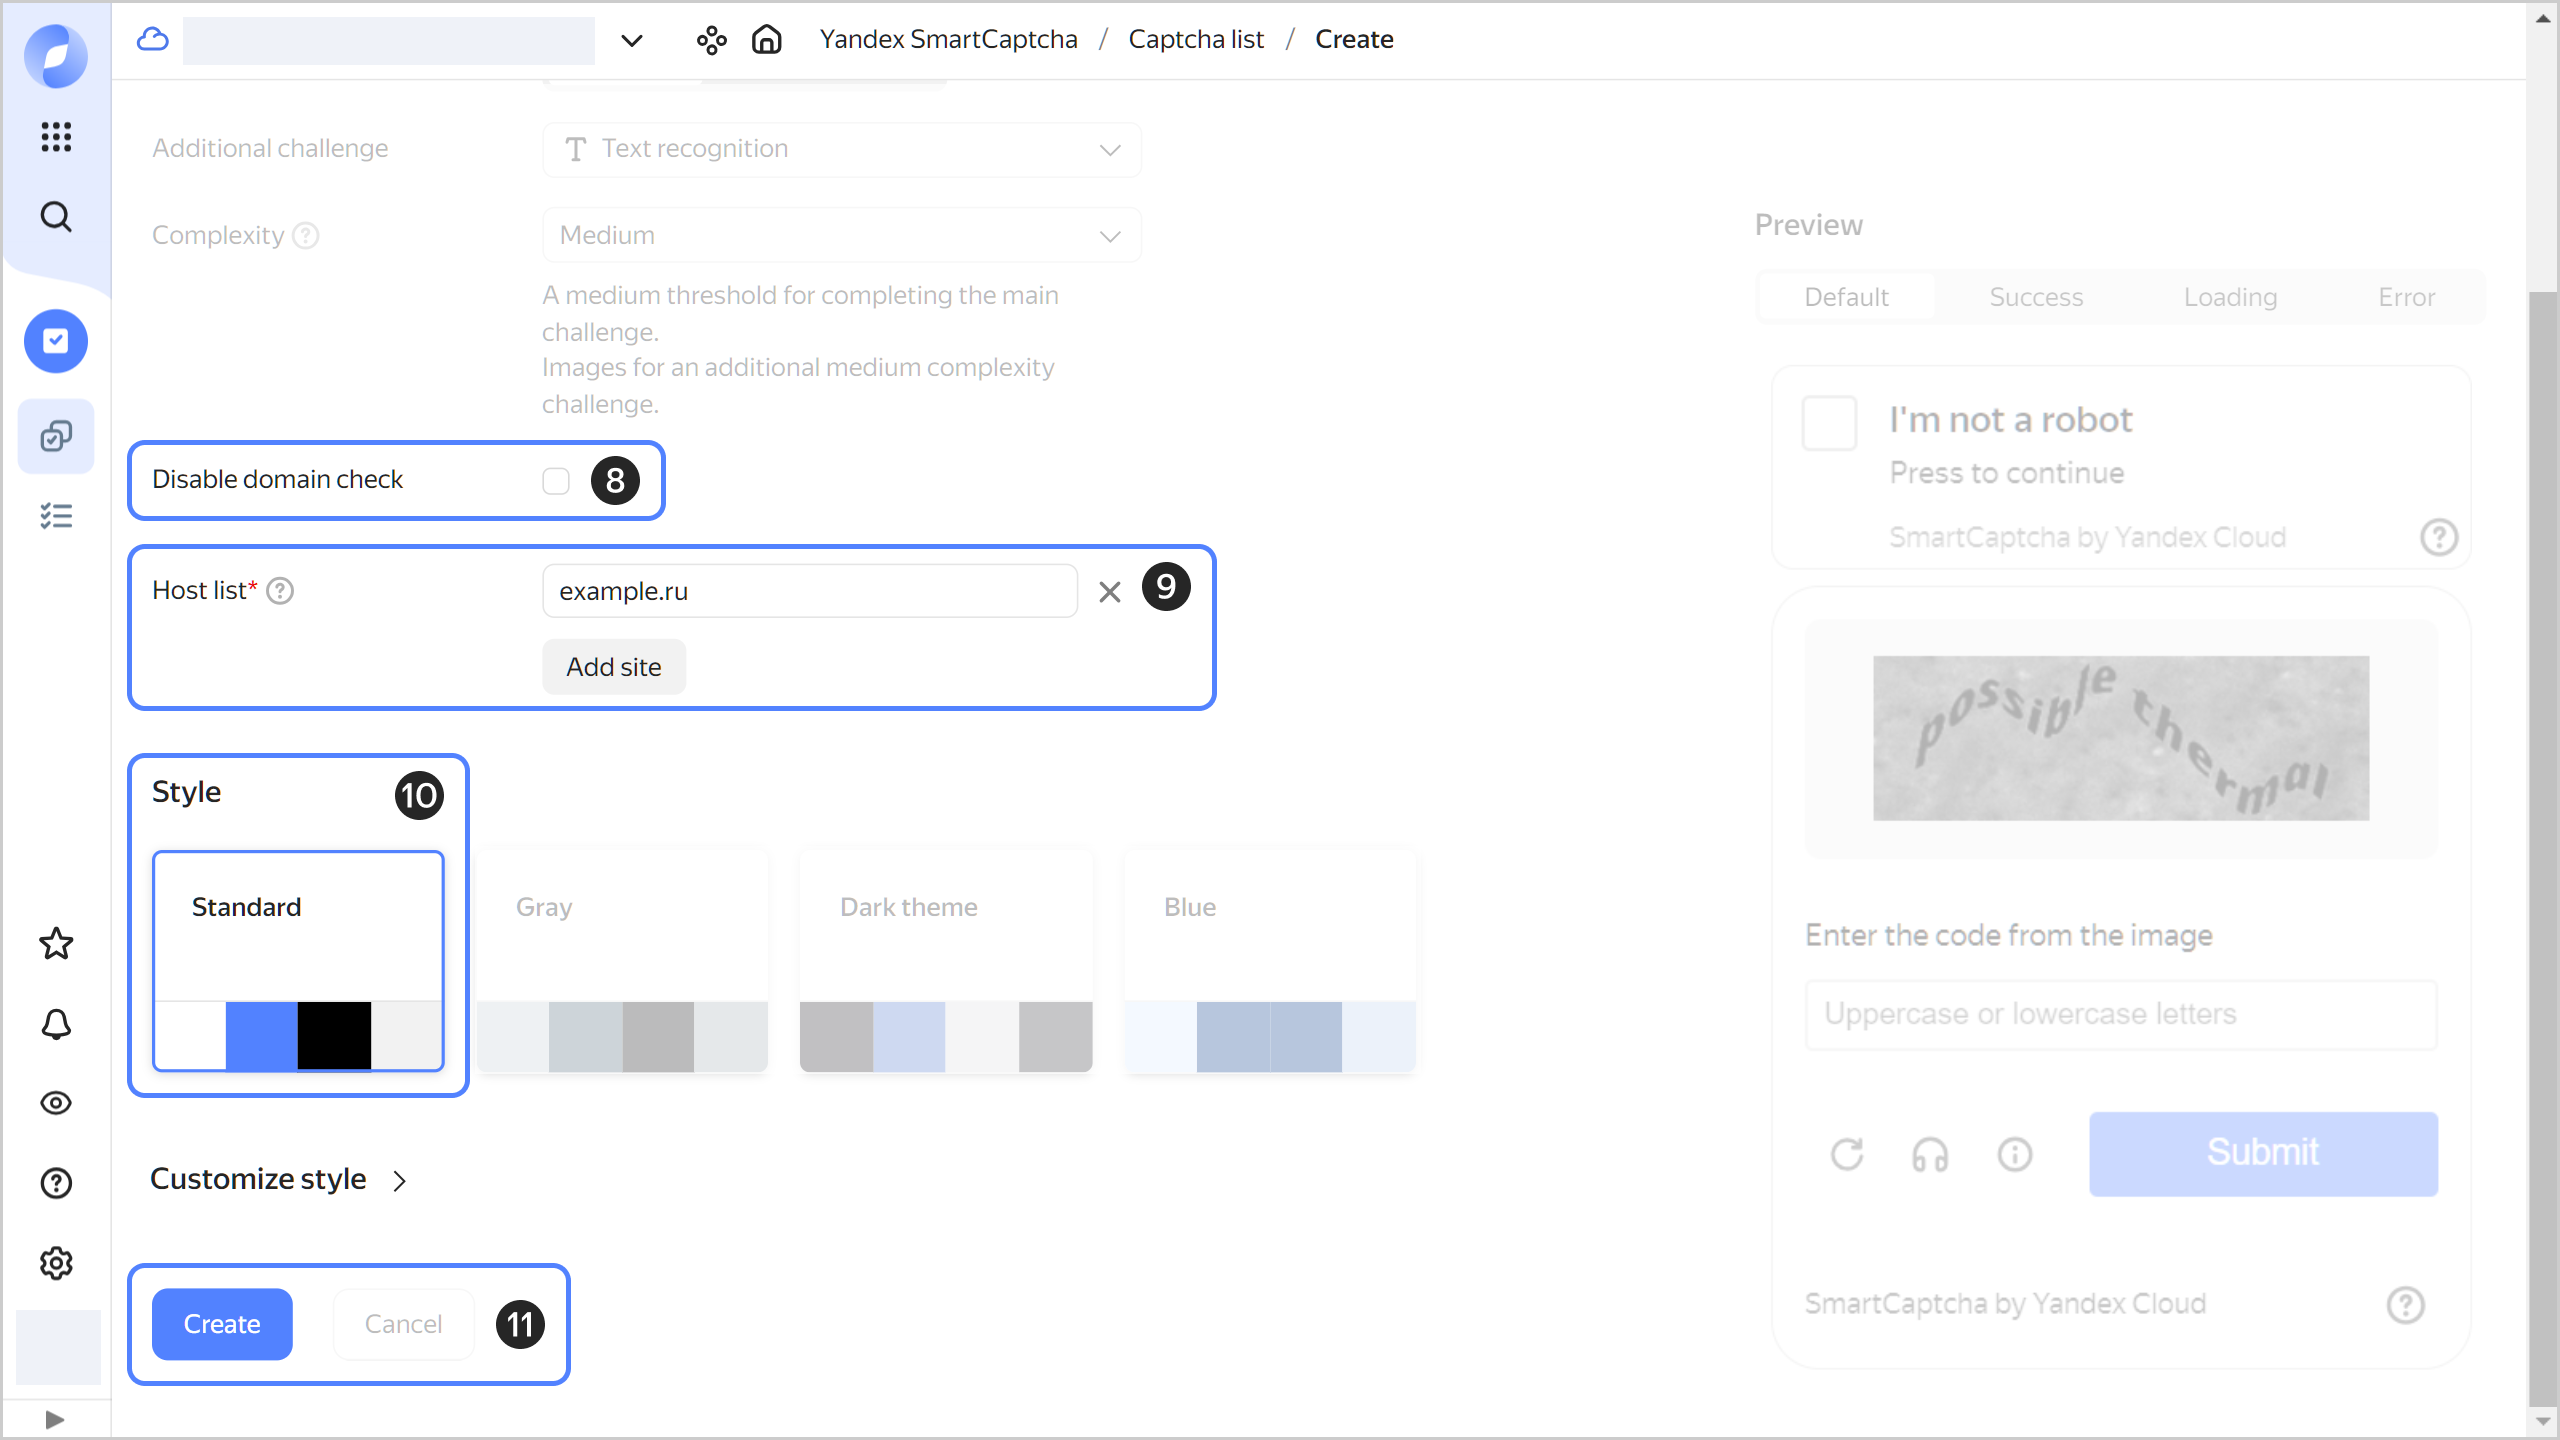 Yandex SmartCaptcha / Captcha list / Create
Additional challenge
Text recognition
Complexity
Medium
A medium threshold for completing the main
challenge.
Images for an additional medium complexity
challenge.
Disable domain check
8
Host list*
example.ru
9
Add site
Style
10
Standard
Gray
Dark theme
Blue
Customize style
Create
Cancel
11
Preview
Default
Success
Loading
Error
I'm not a robot
Press to continue
SmartCaptcha by Yandex Cloud
possible thermal
Enter the code from the image
Uppercase or lowercase letters
Submit
SmartCaptcha by Yandex Cloud